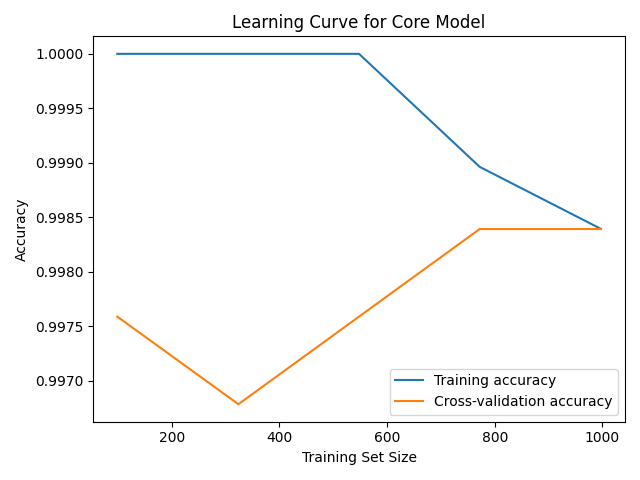 Learning Curve for Core Model
1.0000
0.9995
0.9990
0.9985
0.9980
0.9975
0.9970
Accuracy
Training accuracy
Cross-validation accuracy
200 400 600 800 1000
Training Set Size